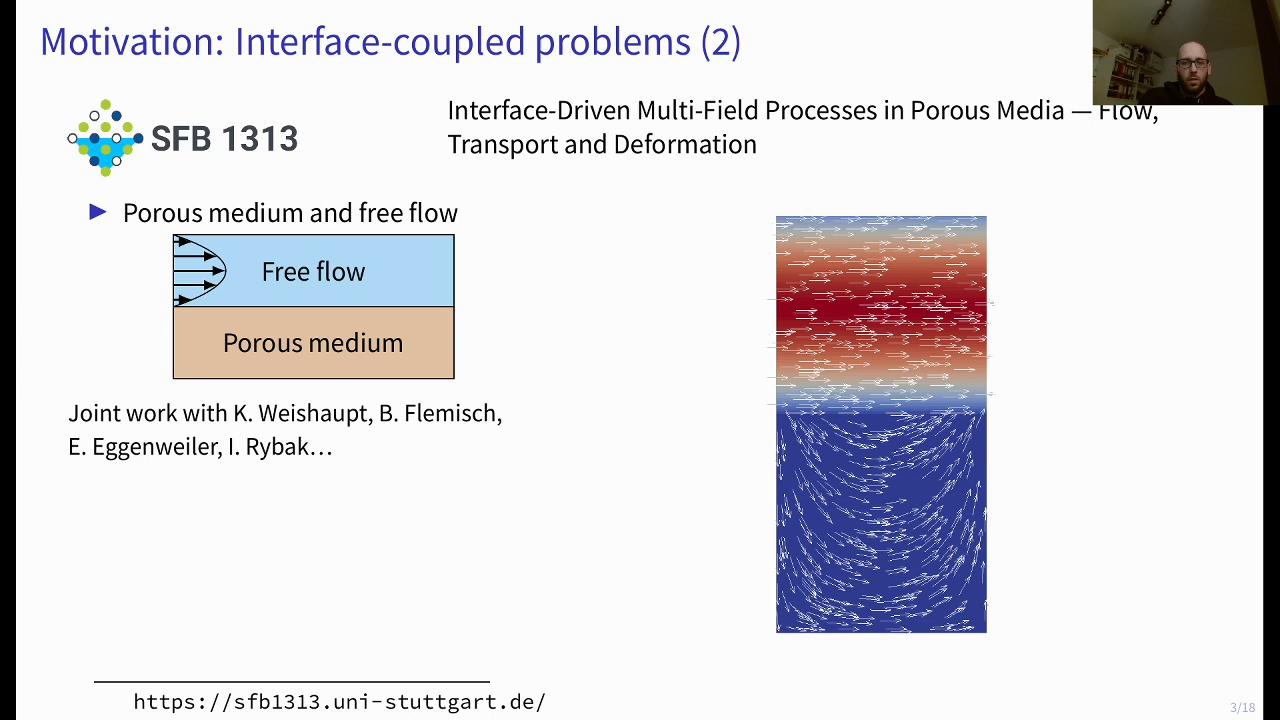 Motivation: Interface-coupled problems (2)
SFB 1313
Interface-Driven Multi-Field Processes in Porous Media — Flow,
Transport and Deformation
Porous medium and free flow
Free flow
Porous medium
Joint work with K. Weishaupt, B. Flemisch,
E. Eggenweiler, I. Rybak…
https://sfb1313.uni-stuttgart.de/
3/18